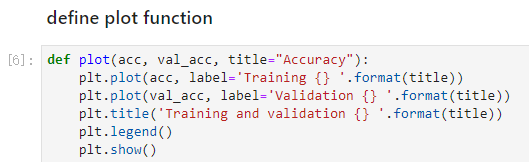 define plot function
[6]: def plot(acc, val_acc, title="Accuracy"):
plt.plot(acc, label='Training {} '.format(title))
plt.plot(val_acc, label='Validation {} '.format(title))
plt.title('Training and validation {} '.format(title))
plt.legend()
plt.show()